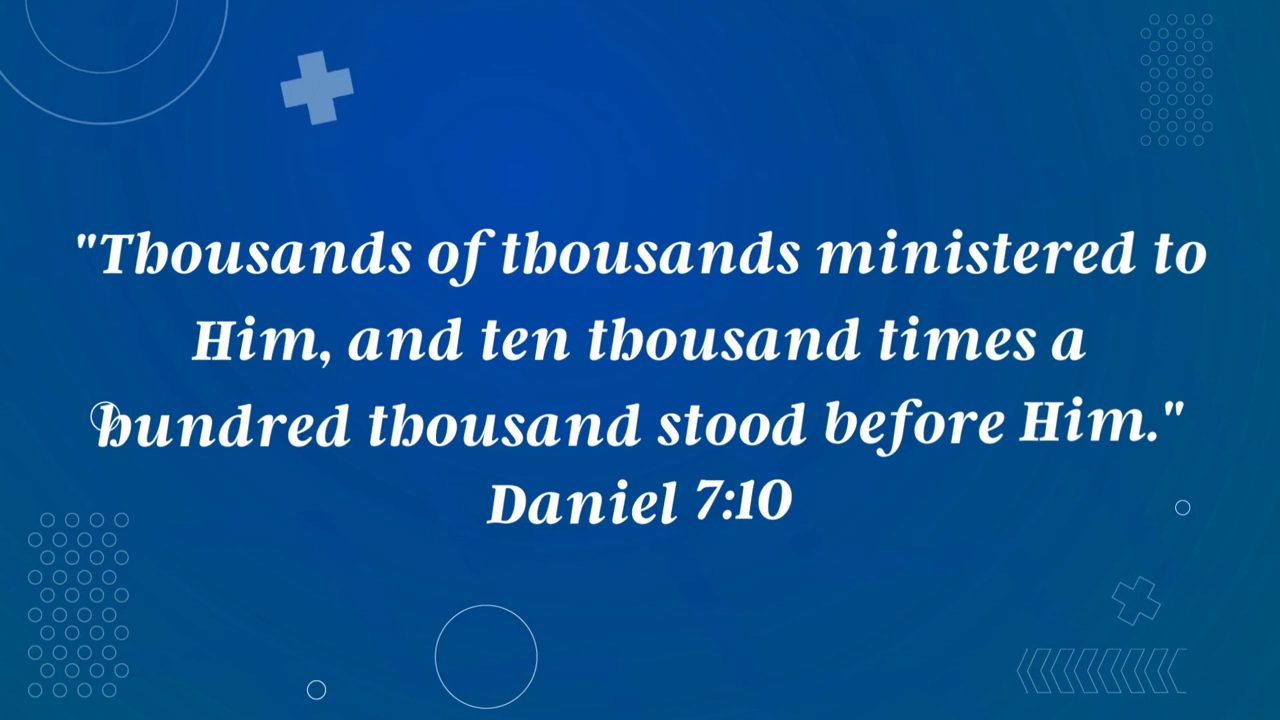 "Thousands of thousands ministered to
Him, and ten thousand times a
hundred thousand stood before Him."
Daniel 7:10